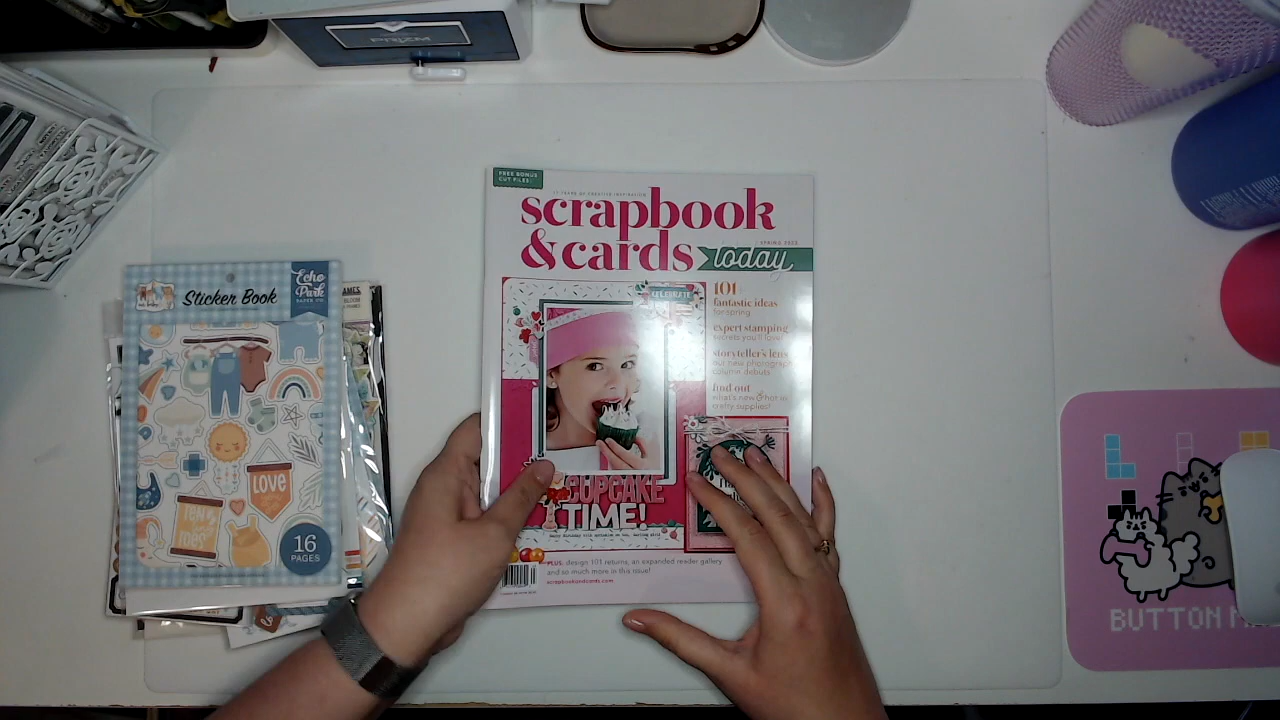 PRIZM
FREE BONUS
CUT FILES!
scrapbook
SPRING 2023
&cards today
CELEBRATE
101
fantastic ideas
for spring
expert stamping
secrets you'll love!
storyteller's lens
our new photography
column debuts
find out
what's new & hot in
crafty supplies!
CUPCAKE
TIME!
PLUS: design 101 returns, an expanded reader gallery
and so much more in this issue!
scrapbookandcards.com
Sticker Book
Echo
Park
PAPER CO.
LOVE
16
PAGES
BUTTON M